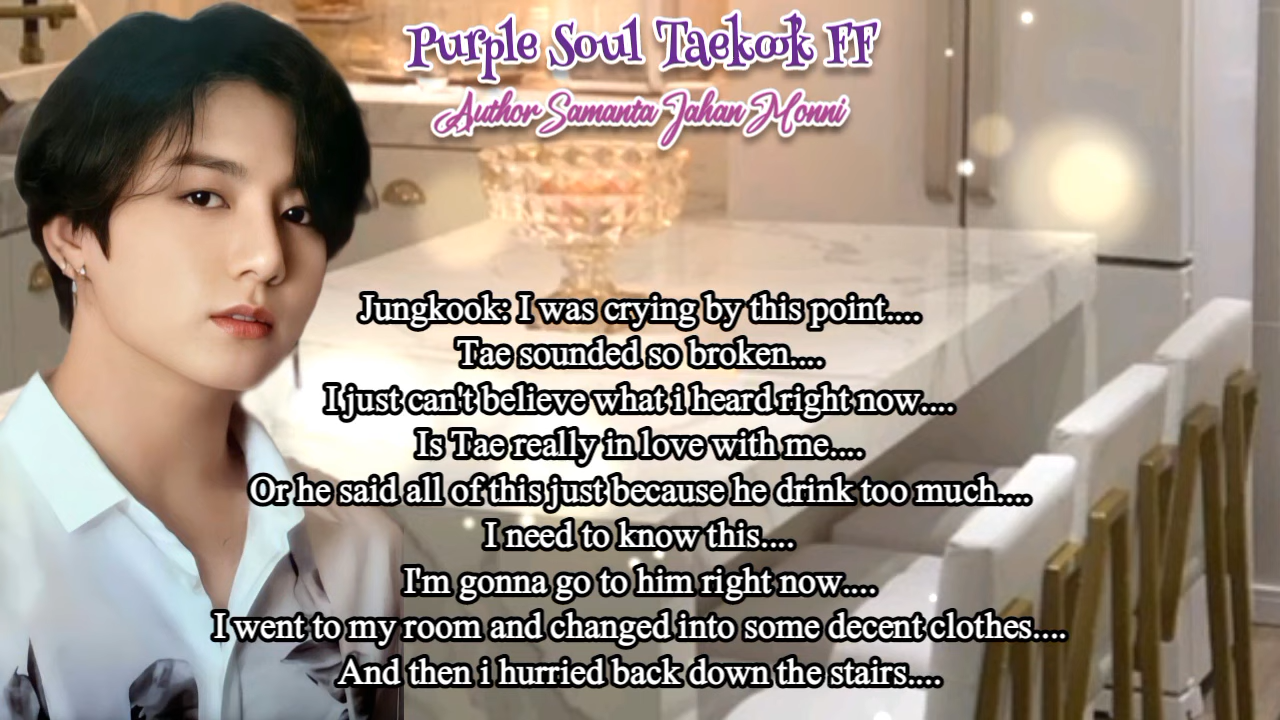 Purple Soul Taekook FF
Author Samanta Jahan Monni
Jungkook: I was crying by this point....
Tae sounded so broken....
I just can't believe what i heard right now....
Is Tae really in love with me....
Or he said all of this just because he drink too much....
I need to know this....
I'm gonna go to him right now....
I went to my room and changed into some decent clothes....
And then i hurried back down the stairs....